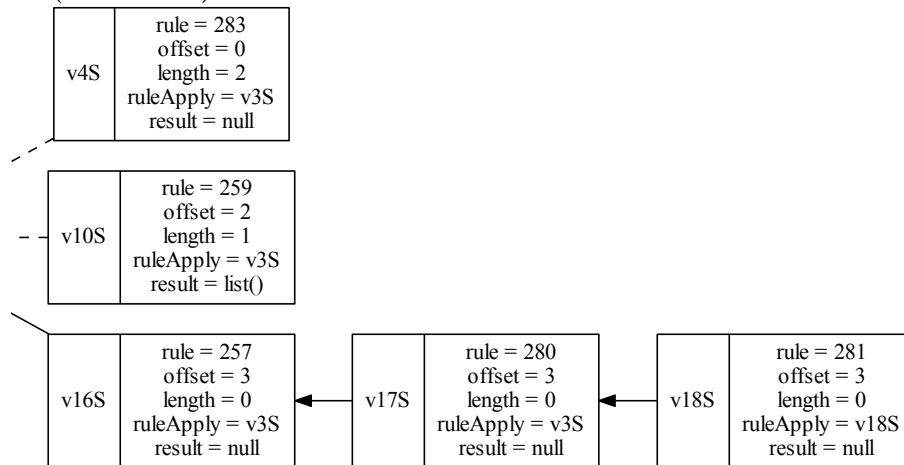 v4S
rule = 283
offset = 0
length = 2
ruleApply = v3S
result = null
v10S
rule = 259
offset = 2
length = 1
ruleApply = v3S
result = list()
v16S
rule = 257
offset = 3
length = 0
ruleApply = v3S
result = null
v17S
rule = 280
offset = 3
length = 0
ruleApply = v3S
result = null
v18S
rule = 281
offset = 3
length = 0
ruleApply = v18S
result = null